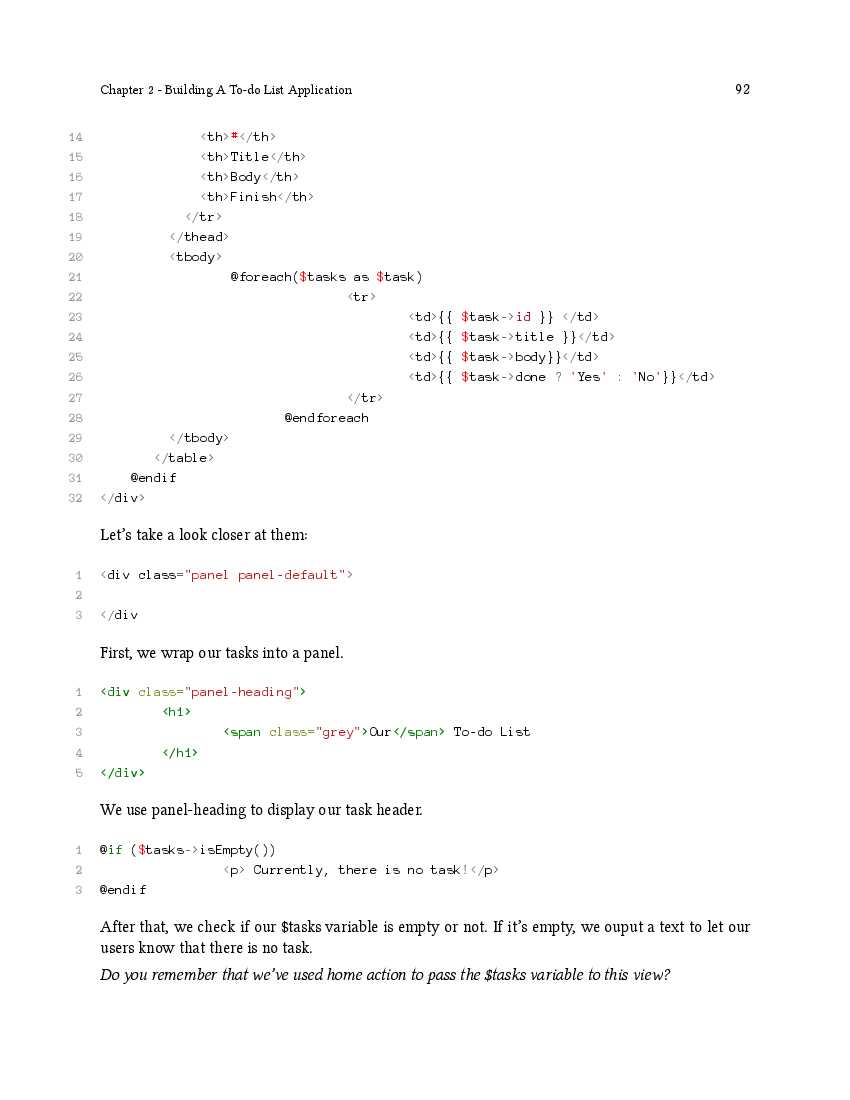 Chapter 2 - Building A To-do List Application 92
14 <th>#</th>
15 <th>Title</th>
16 <th>Body</th>
17 <th>Finish</th>
18 </tr>
19 </thead>
20 <tbody>
21 @foreach($tasks as $task)
22 <tr>
23 <td>{{ $task->id }} </td>
24 <td>{{ $task->title }}</td>
25 <td>{{ $task->body}}</td>
26 <td>{{ $task->done ? 'Yes' : 'No'}}</td>
27 </tr>
28 @endforeach
29 </tbody>
30 </table>
31 @endif
32 </div>
Let's take a look closer at them:
1 <div class="panel panel-default">
2
3 </div
First, we wrap our tasks into a panel.
1 <div class="panel-heading">
2 <h1>
3 <span class="grey">Our</span> To-do List
4 </h1>
5 </div>
We use panel-heading to display our task header.
1 @if ($tasks->isEmpty())
2 <p> Currently, there is no task!</p>
3 @endif
After that, we check if our $tasks variable is empty or not. If it's empty, we ouput a text to let our
users know that there is no task.
Do you remember that we've used home action to pass the $tasks variable to this view?